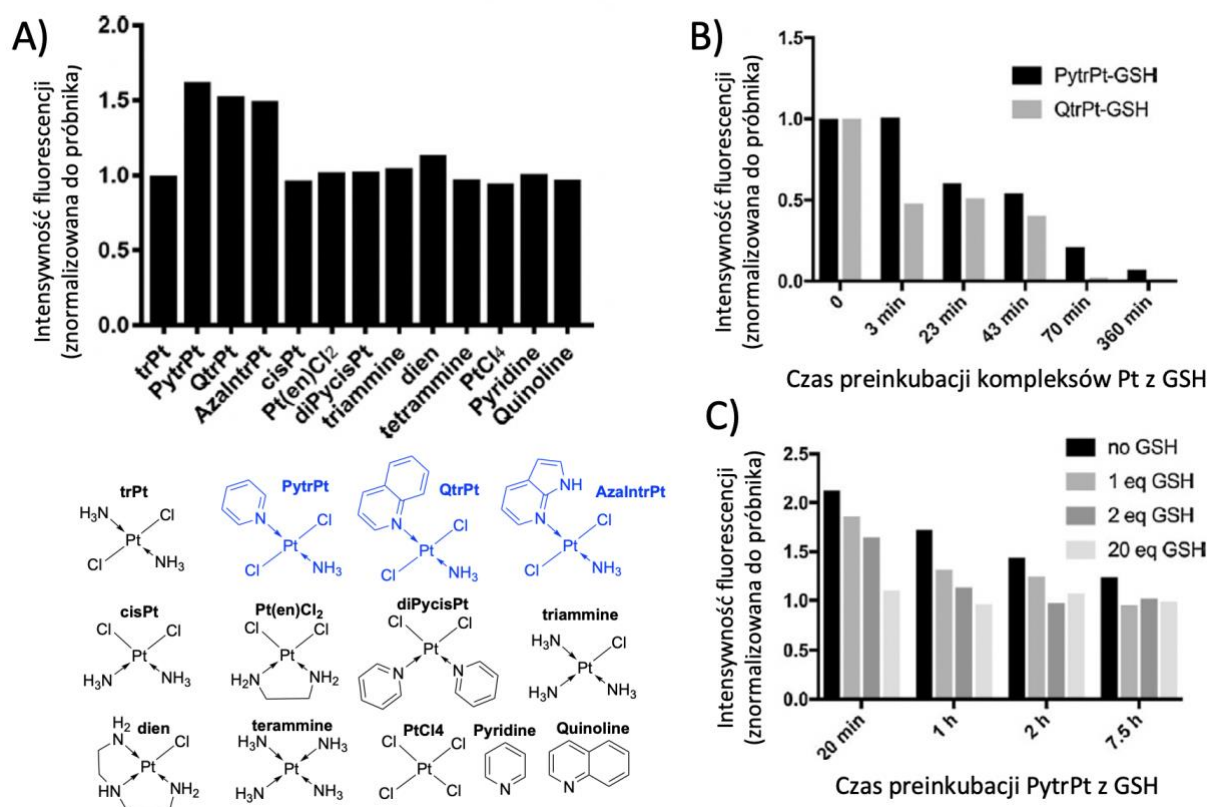 A)
Intensywność fluorescencji
(znormalizowana do próbnika)
2.0
1.5
1.0
0.5
0.0
trPt
PytrPt
QtrPt
AzaIntrPt
cisPt
Pt(en)Cl2
diPycisPt
triammine
dien
tetrammine
PtCl4
Pyridine
Quinoline
B)
Intensywność fluorescencji
(znormalizowana do próbnika)
1.5
1.0
0.5
0.0
PytrPt-GSH
QtrPt-GSH
0
3 min
23 min
43 min
70 min
360 min
Czas preinkubacji kompleksów Pt z GSH
C)
Intensywność fluorescencji
(znormalizowana do próbnika)
2.5
2.0
1.5
1.0
0.5
0.0
no GSH
1 eq GSH
2 eq GSH
20 eq GSH
20 min
1 h
2 h
7.5 h
Czas preinkubacji PytrPt z GSH
trPt
H3N
Cl
Pt
Cl
NH3
PytrPt
N
Cl
Pt
Cl
NH3
QtrPt
N
Cl
Pt
Cl
NH3
AzaIntrPt
NH
N
Cl
Pt
Cl
NH3
cisPt
Cl
Cl
Pt
H3N
NH3
Pt(en)Cl2
Cl
Cl
Pt
H2N
NH2
diPycisPt
Cl
Cl
Pt
N
N
triammine
H3N
Cl
Pt
H3N
NH3
dien
H2
N
Cl
Pt
HN
NH2
terammine
H3N
NH3
Pt
H3N
NH3
PtCl4
Cl
Cl
Pt
Cl
Cl
Pyridine
N
Quinoline
N